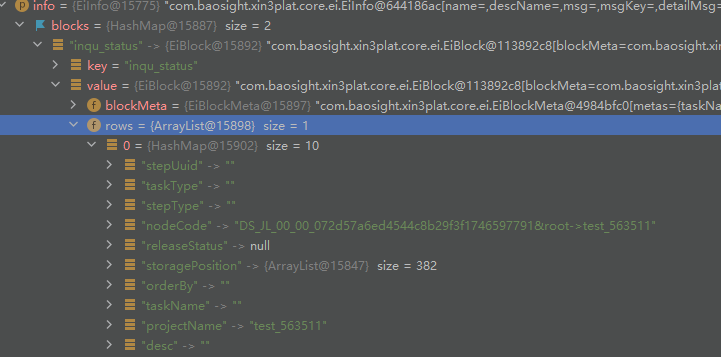 info = {EiInfo@15775} "com.baosight.xin3plat.core.ei.EiInfo@644186ac[name=,descName=,msg=,msgKey=,detailMsg=
blocks = {HashMap@15887} size = 2
"inqu_status" -> {EiBlock@15892} "com.baosight.xin3plat.core.ei.EiBlock@113892c8[blockMeta=com.baosight.xin
key = "inqu_status"
value = {EiBlock@15892} "com.baosight.xin3plat.core.ei.EiBlock@113892c8[blockMeta=com.baosight.xin3plat.co
blockMeta = {EiBlockMeta@15897} "com.baosight.xin3plat.core.ei.EiBlockMeta@4984bfc0[metas={taskNa
rows = {ArrayList@15898} size = 1
0 = {HashMap@15902} size = 10
"stepUuid" -> ""
"taskType" -> ""
"stepType" -> ""
"nodeCode" -> "DS_JL_00_00_072d57a6ed4544c8b29f3f1746597791&root->test_563511"
"releaseStatus" -> null
"storagePosition" -> {ArrayList@15847} size = 382
"orderBy" -> ""
"taskName" -> ""
"projectName" -> "test_563511"
"desc" -> ""